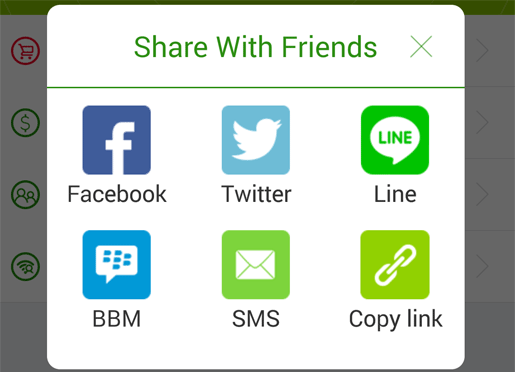 Share With Friends
LINE
Facebook Twitter Line
BBM SMS Copy link